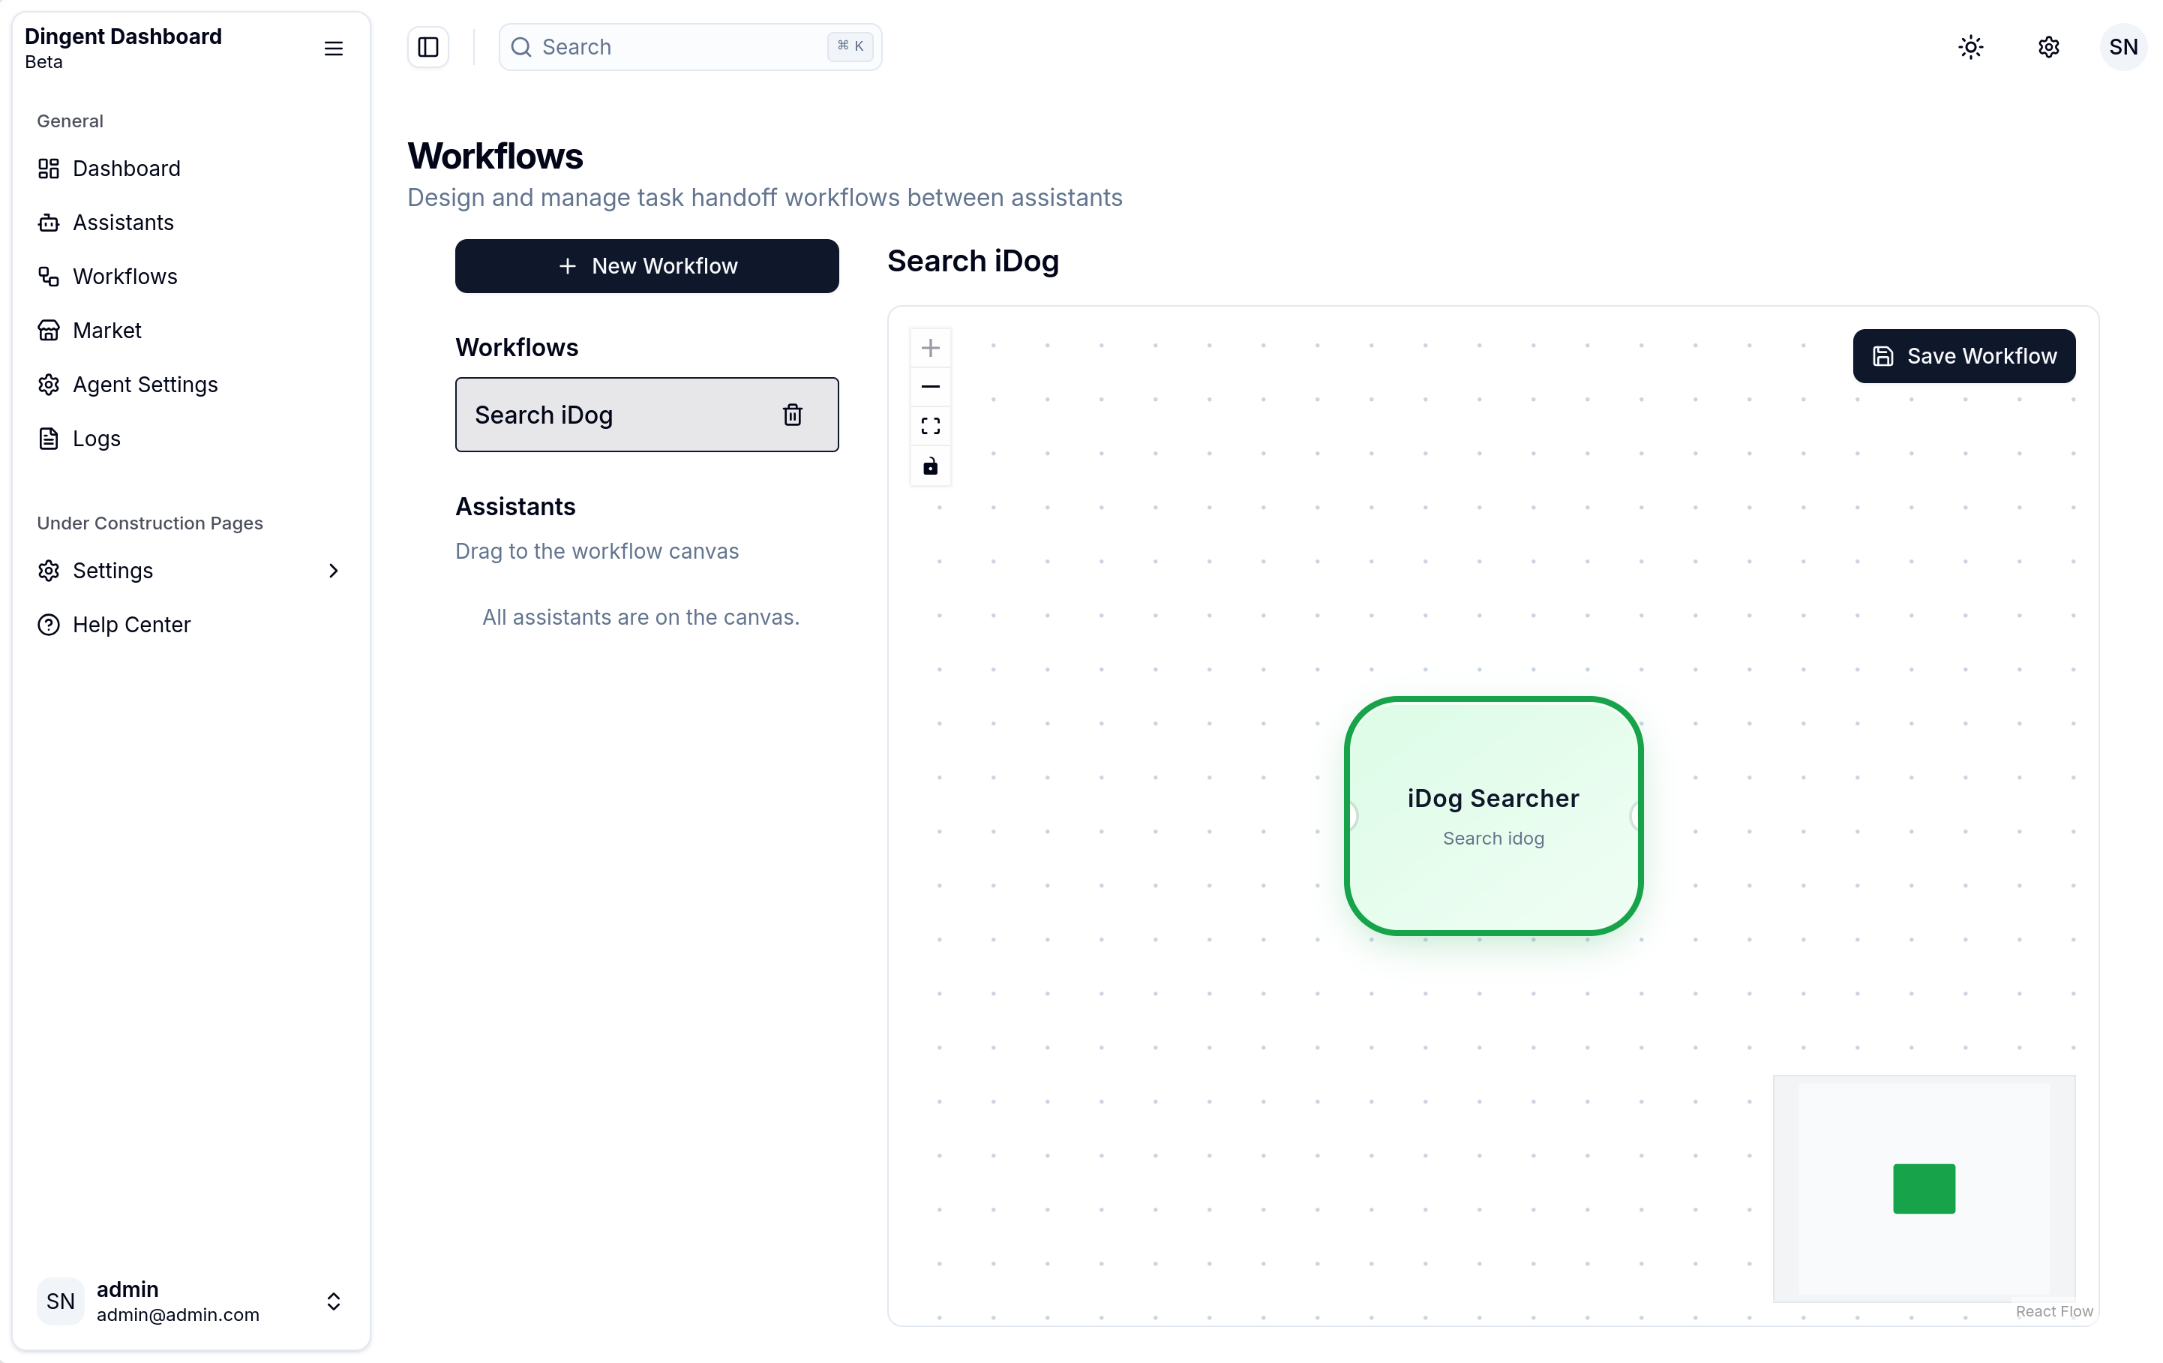 Dingent Dashboard
Beta
General
Dashboard
Assistants
Workflows
Market
Agent Settings
Logs
Under Construction Pages
Settings
Help Center
SN
admin
admin@admin.com
Search
⌘ K
SN
Workflows
Design and manage task handoff workflows between assistants
New Workflow
Workflows
Search iDog
Assistants
Drag to the workflow canvas
All assistants are on the canvas.
Search iDog
Save Workflow
iDog Searcher
Search idog
React Flow